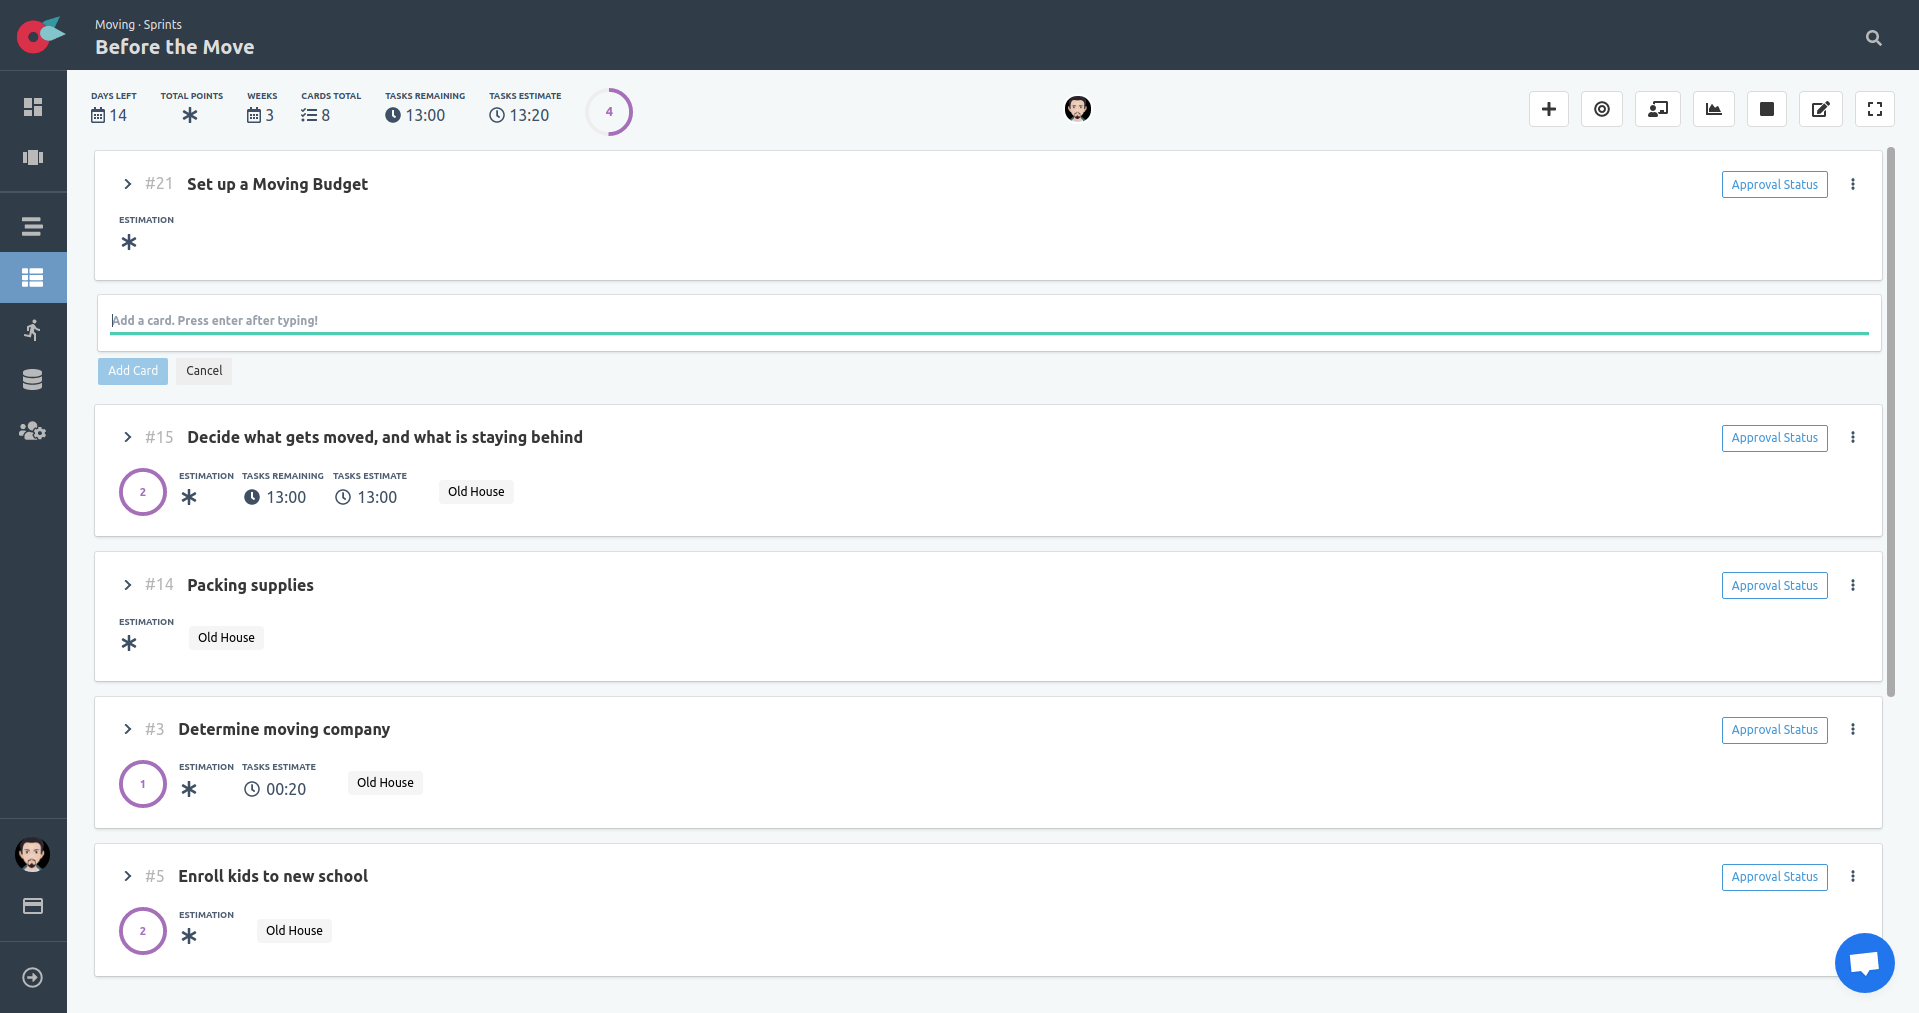 Moving · Sprints
Before the Move
DAYS LEFT
14
TOTAL POINTS
WEEKS
3
CARDS TOTAL
8
TASKS REMAINING
13:00
TASKS ESTIMATE
13:20
4
#21 Set up a Moving Budget
Approval Status
ESTIMATION
Add a card. Press enter after typing!
Add Card
Cancel
#15 Decide what gets moved, and what is staying behind
Approval Status
2
ESTIMATION
TASKS REMAINING
13:00
TASKS ESTIMATE
13:00
Old House
#14 Packing supplies
Approval Status
ESTIMATION
Old House
#3 Determine moving company
Approval Status
1
ESTIMATION
TASKS ESTIMATE
00:20
Old House
#5 Enroll kids to new school
Approval Status
2
ESTIMATION
Old House